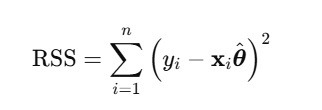 RSS = \sum_{i=1}^{n} \left( y_i - \mathbf{x}_i \hat{\boldsymbol{\theta}} \right)^2